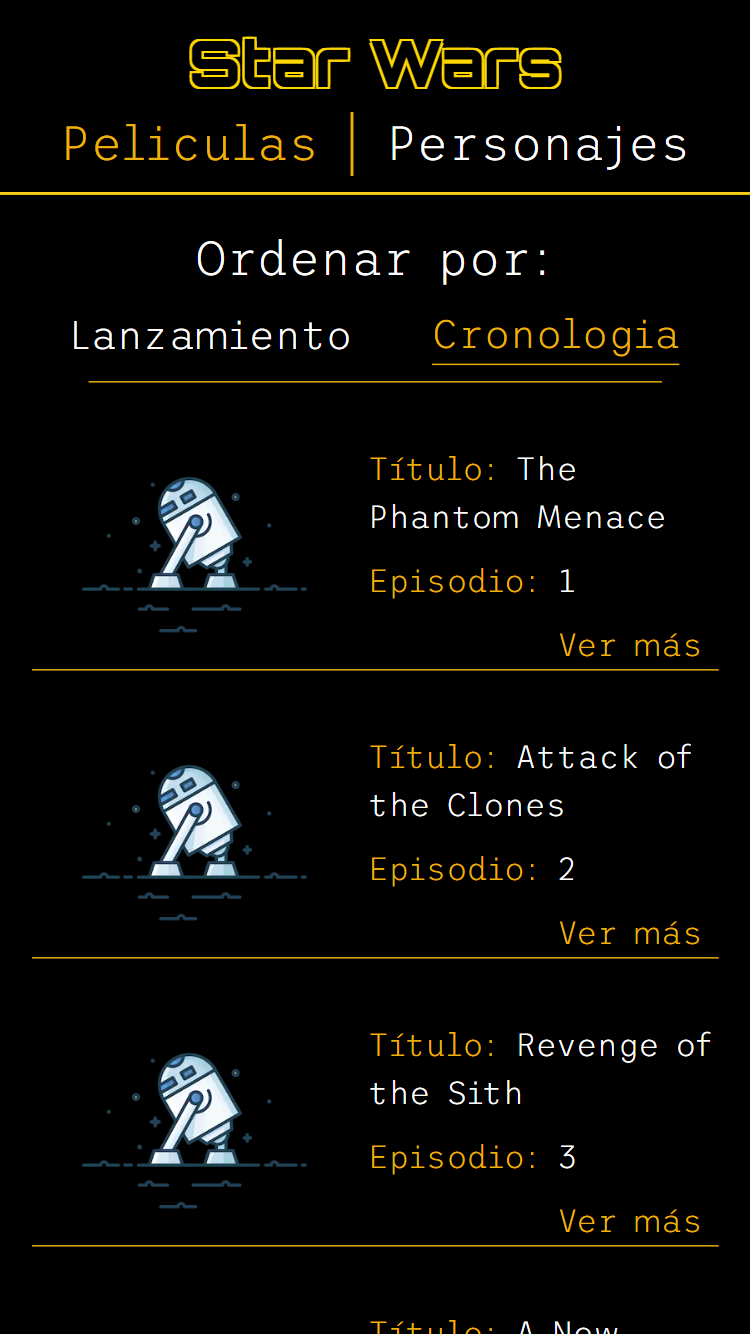 Star Wars
Peliculas | Personajes
Ordenar por:
Lanzamiento Cronologia
Título: The
Phantom Menace
Episodio: 1
Ver más
Título: Attack of
the Clones
Episodio: 2
Ver más
Título: Revenge of
the Sith
Episodio: 3
Ver más
Título: A New